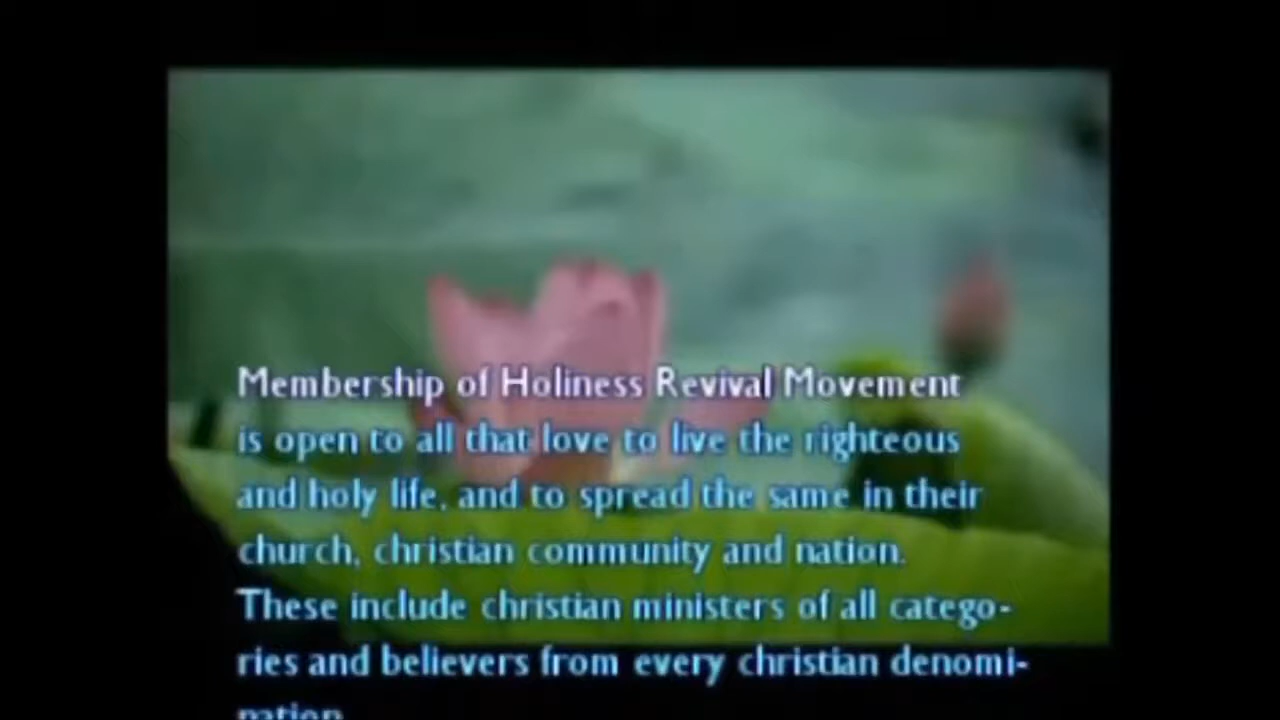 Membership of Holiness Revival Movement
is open to all that love to live the righteous
and holy life, and to spread the same in their
church, christian community and nation.
These include christian ministers of all catego-
ries and believers from every christian denomi-
nation.